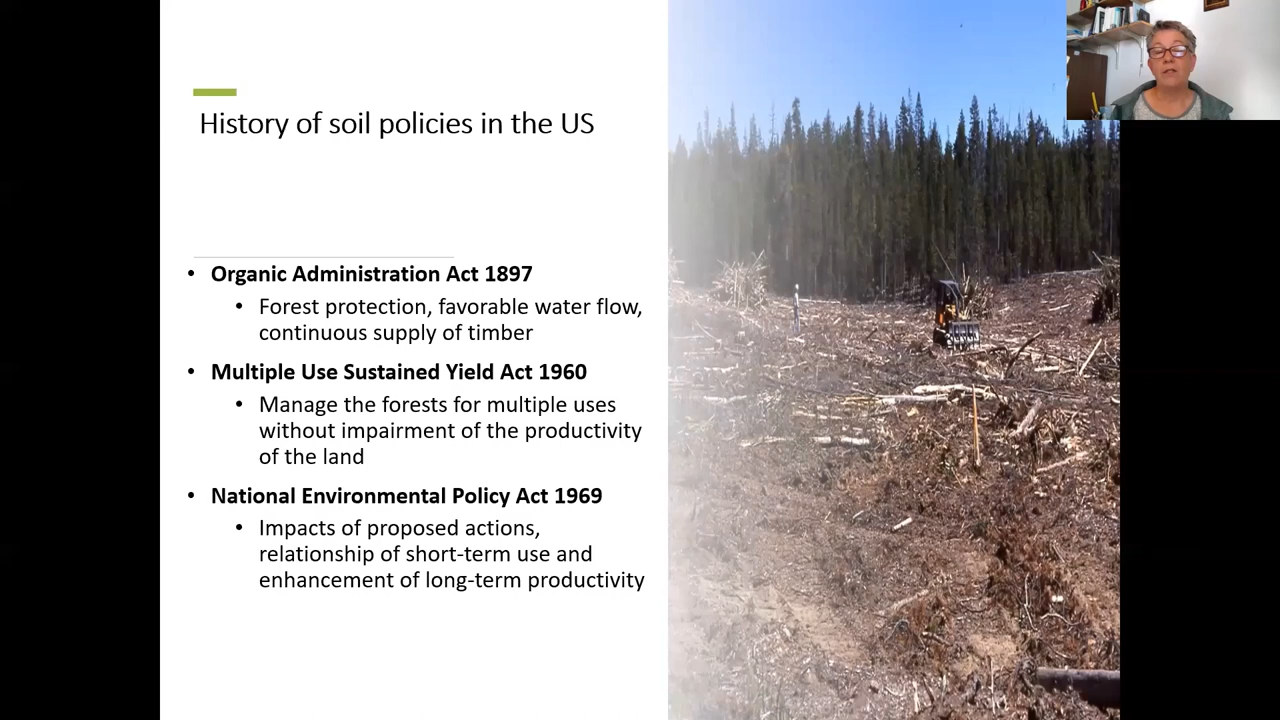 History of soil policies in the US
• Organic Administration Act 1897
• Forest protection, favorable water flow,
continuous supply of timber
• Multiple Use Sustained Yield Act 1960
• Manage the forests for multiple uses
without impairment of the productivity
of the land
• National Environmental Policy Act 1969
• Impacts of proposed actions,
relationship of short-term use and
enhancement of long-term productivity